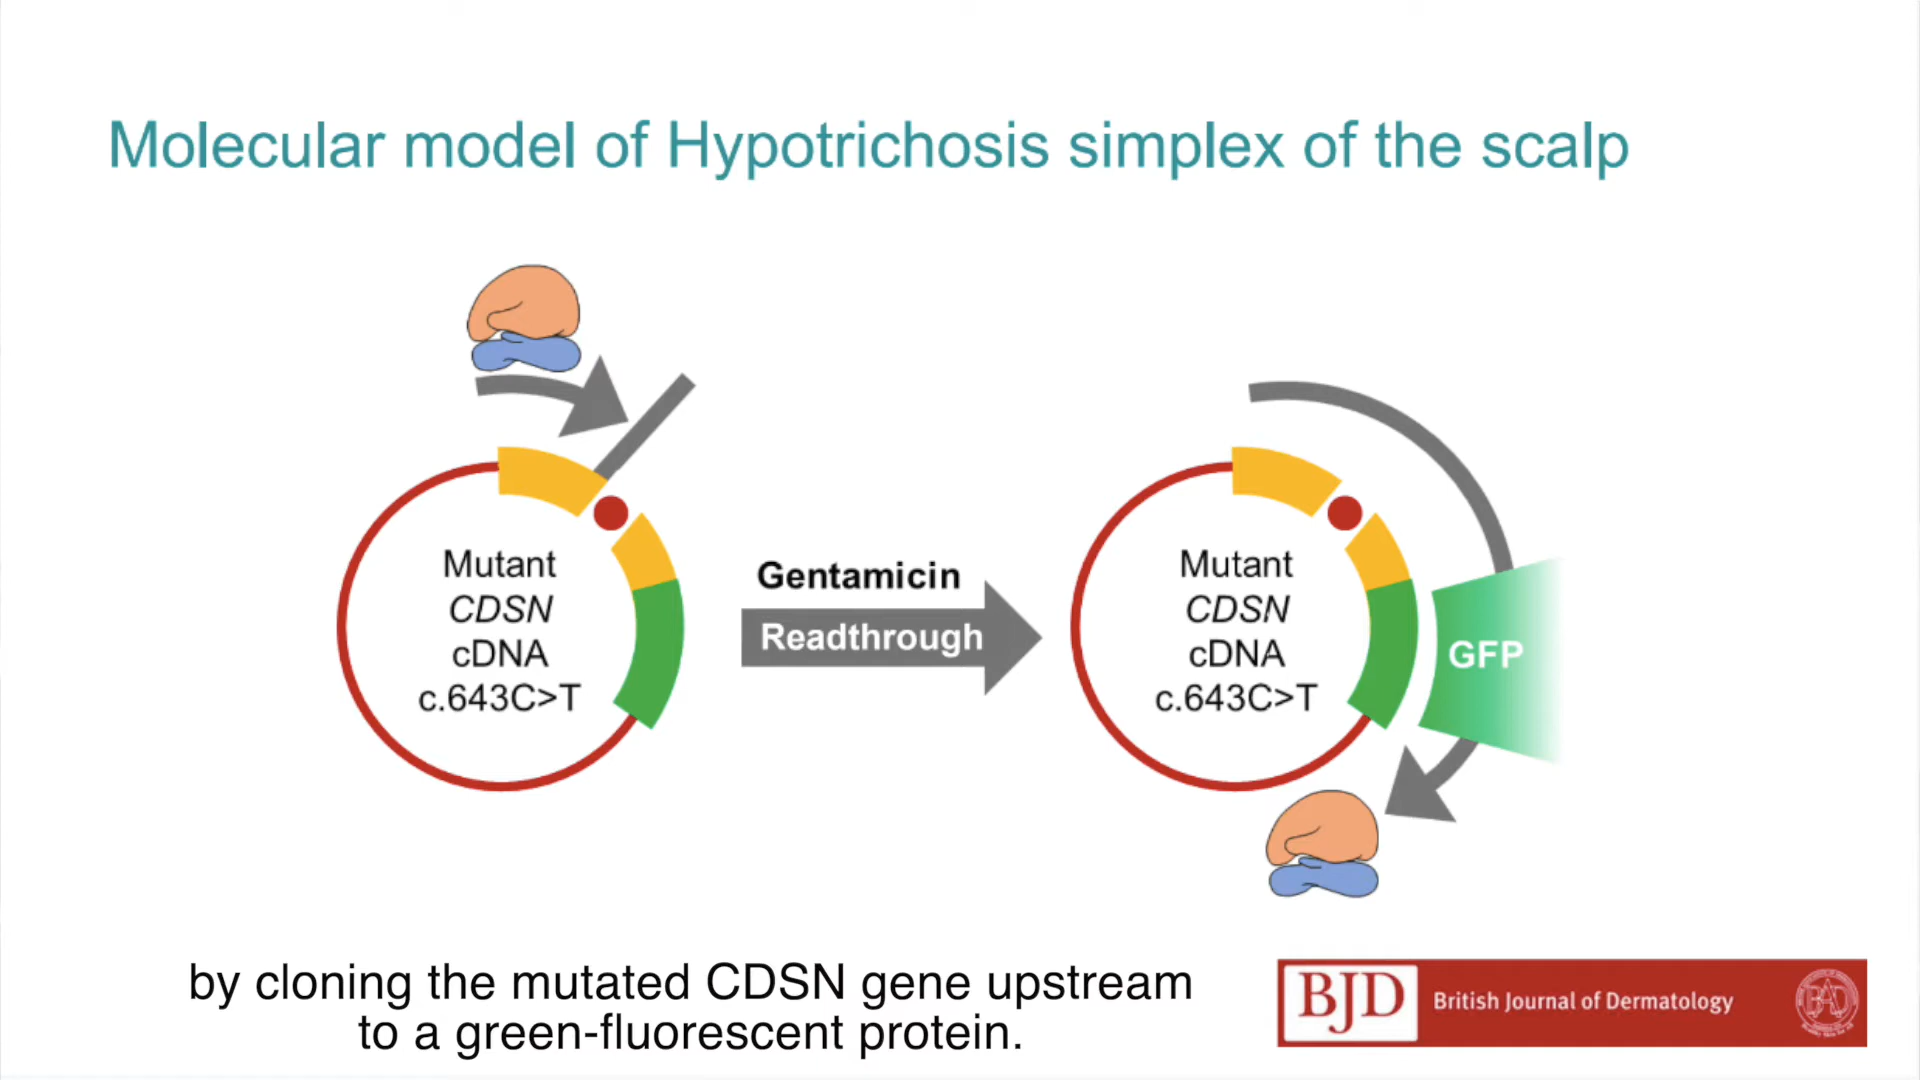 Molecular model of Hypotrichosis simplex of the scalp
Mutant
CDSN
cDNA
c.643C>T
Gentamicin
Readthrough
Mutant
CDSN
cDNA
c.643C>T
GFP
by cloning the mutated CDSN gene upstream
to a green-fluorescent protein.
BJD
British Journal of Dermatology